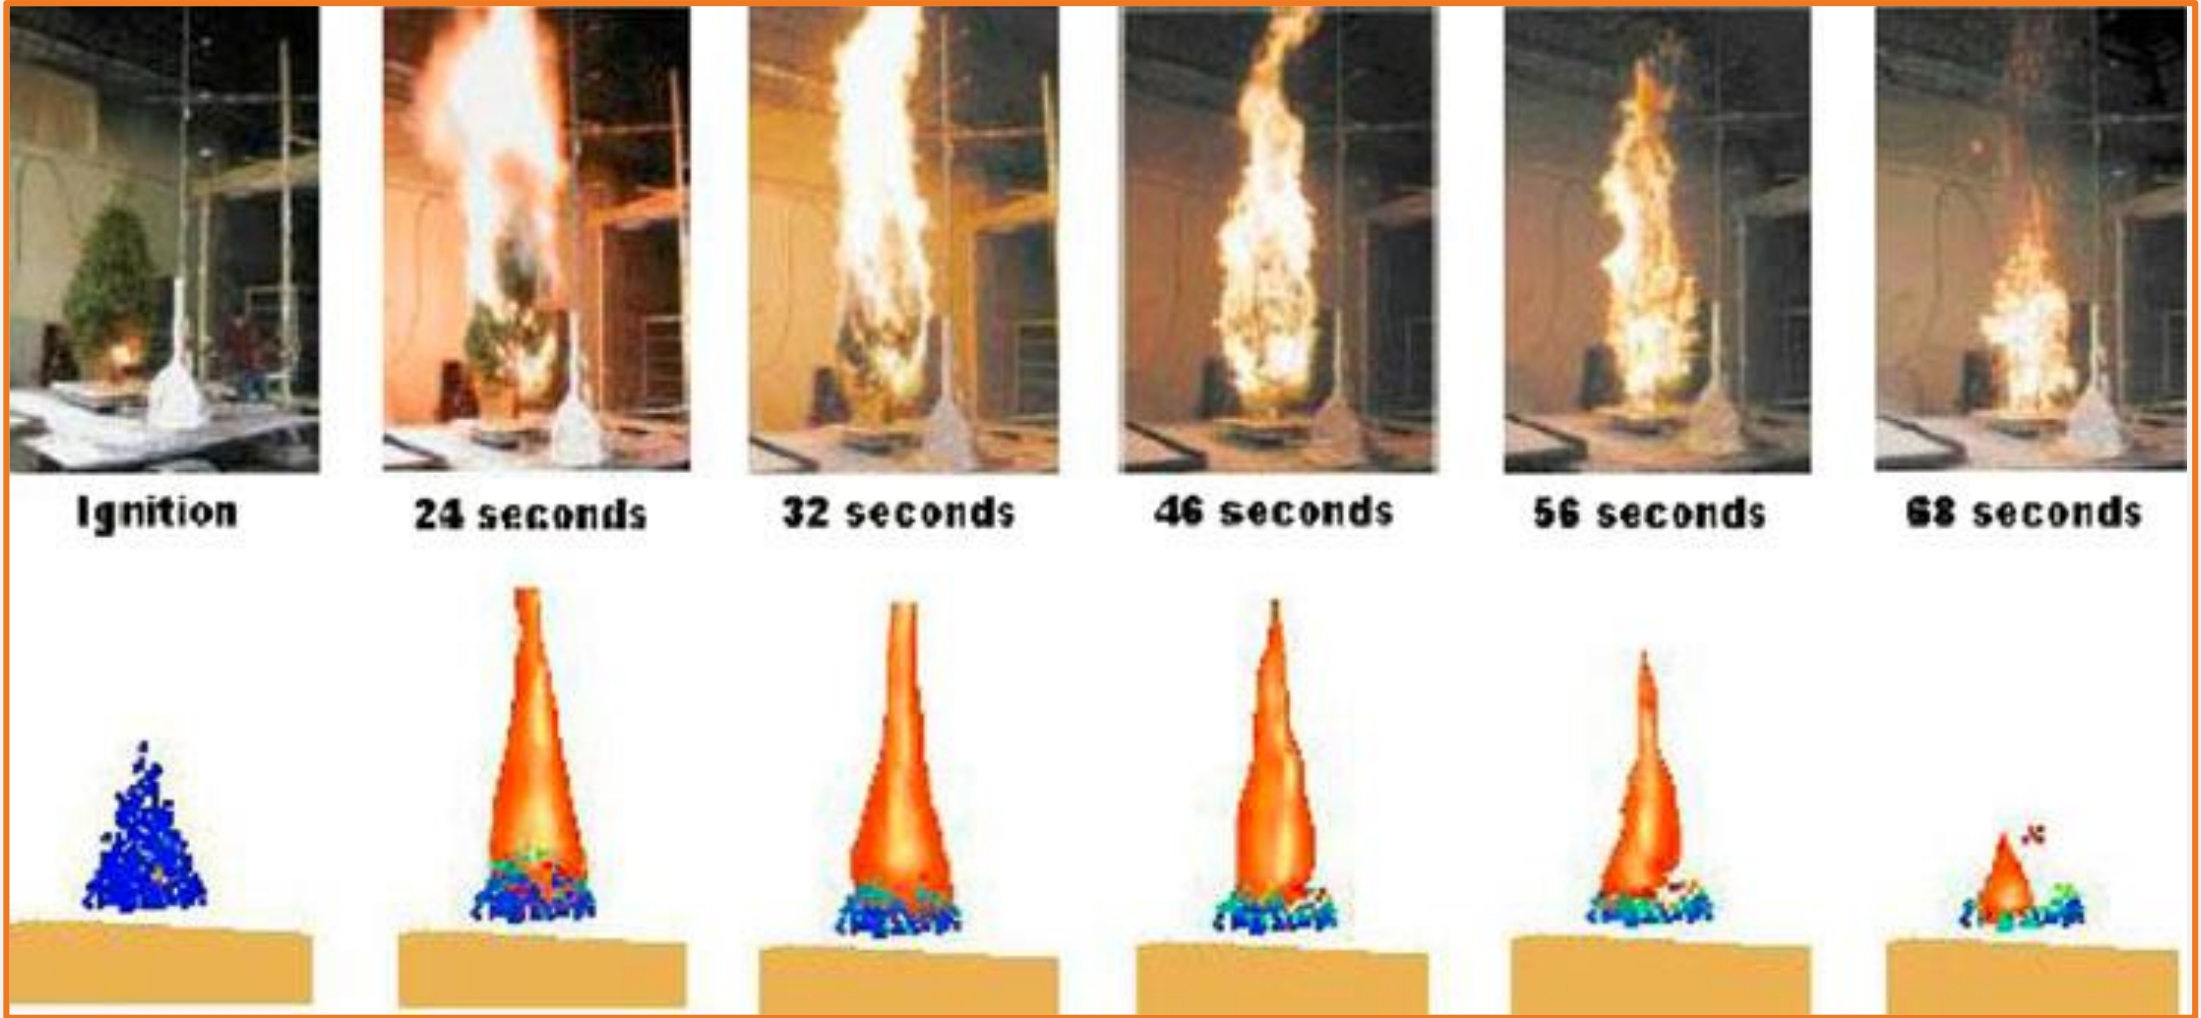 Ignition
24 seconds
32 seconds
46 seconds
56 seconds
68 seconds